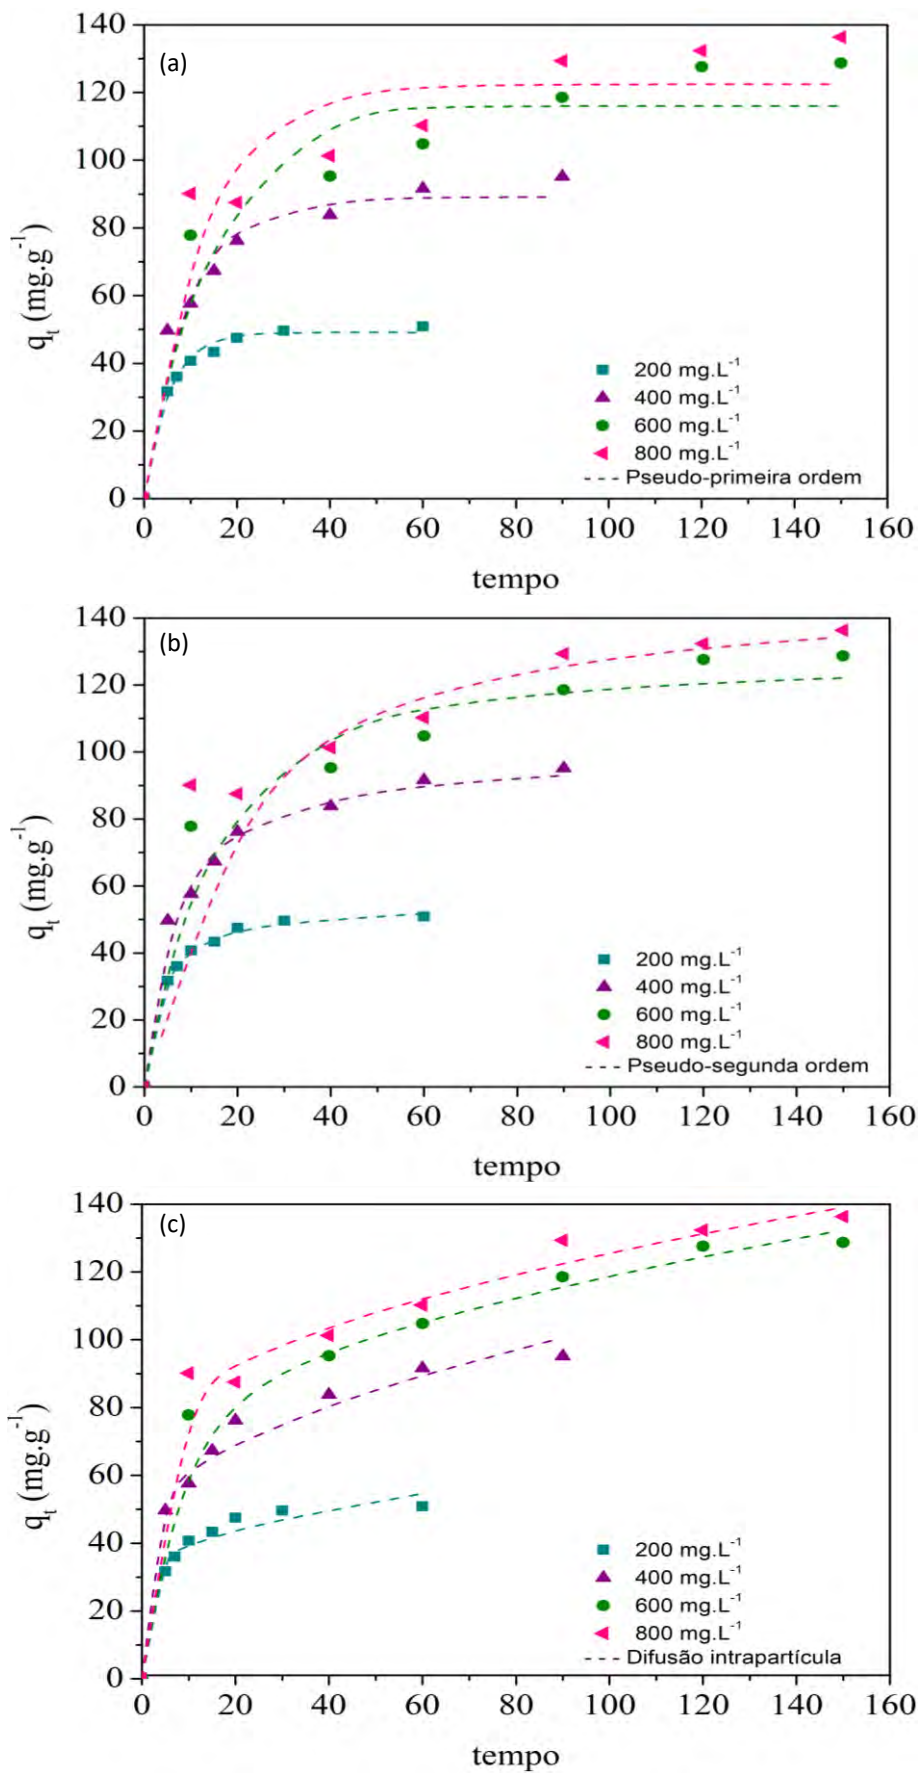 (a)
140
120
100
80
60
40
20
0
q_t (mg.g^-1)
200 mg.L^-1
400 mg.L^-1
600 mg.L^-1
800 mg.L^-1
Pseudo-primeira ordem
0 20 40 60 80 100 120 140 160
tempo
(b)
140
120
100
80
60
40
20
0
q_t (mg.g^-1)
200 mg.L^-1
400 mg.L^-1
600 mg.L^-1
800 mg.L^-1
Pseudo-segunda ordem
0 20 40 60 80 100 120 140 160
tempo
(c)
140
120
100
80
60
40
20
0
q_t (mg.g^-1)
200 mg.L^-1
400 mg.L^-1
600 mg.L^-1
800 mg.L^-1
Difusão intrapartícula
0 20 40 60 80 100 120 140 160
tempo